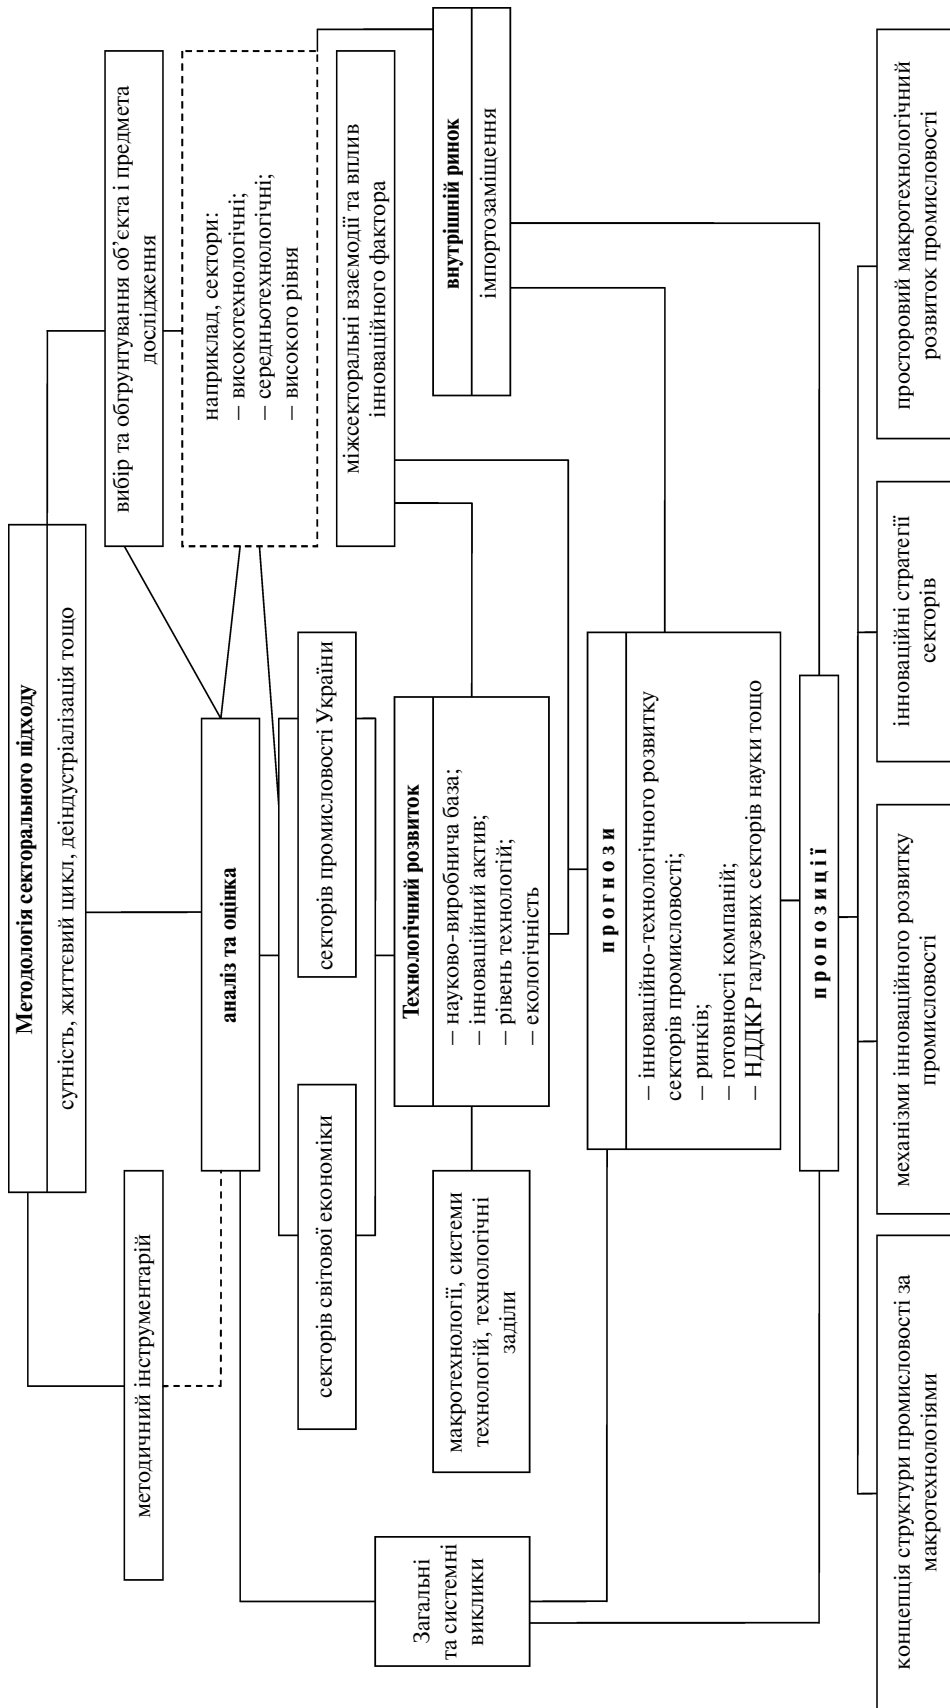 Методологія секторального підходу
сутність, життєвий цикл, деіндустріалізація тощо
методичний інструментарій
вибір та обґрунтування об’єкта і предмета
дослідження
аналіз та оцінка
наприклад, сектори:
– високотехнологічні;
– середньотехнологічні;
– високого рівня
секторів світової економіки
секторів промисловості України
міжсекторальні взаємодії та вплив
інноваційного фактора
Загальні
та системні
виклики
макротехнології, системи
технологій, технологічні
заділи
Технологічний розвиток
– науково-виробнича база;
– інноваційний актив;
– рівень технологій;
– екологічність
внутрішній ринок
імпортозаміщення
прогнози
– інноваційно-технологічного розвитку
секторів промисловості;
– ринків;
– готовності компаній;
– НДДКР галузевих секторів науки тощо
пропозиції
концепція структури промисловості за
макротехнологіями
механізми інноваційного розвитку
промисловості
інноваційні стратегії
секторів
просторовий макротехнологічний
розвиток промисловості